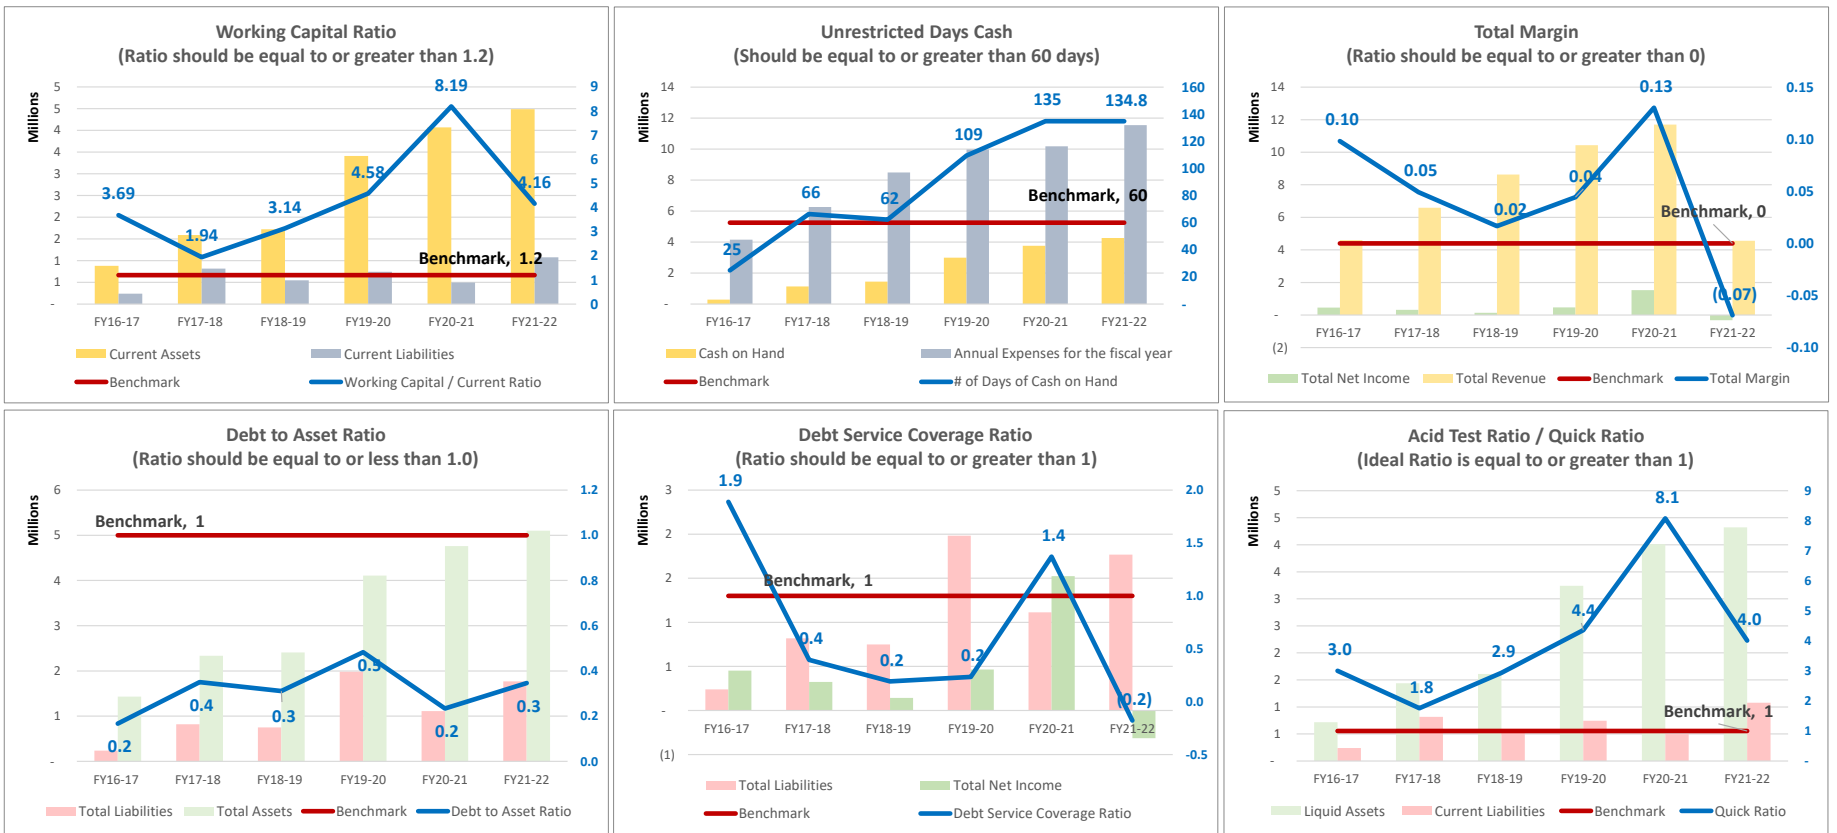 Working Capital Ratio
(Ratio should be equal to or greater than 1.2)
Millions
5
5
4
4
3
3
2
2
1
1
-
9
8
7
6
5
4
3
2
1
0
3.69
1.94
3.14
4.58
8.19
4.16
Benchmark, 1.2
FY16-17
FY17-18
FY18-19
FY19-20
FY20-21
FY21-22
Current Assets
Current Liabilities
Benchmark
Working Capital / Current Ratio
Unrestricted Days Cash
(Should be equal to or greater than 60 days)
Millions
14
12
10
8
6
4
2
-
160
140
120
100
80
60
40
20
-
25
66
62
109
135
134.8
Benchmark, 60
FY16-17
FY17-18
FY18-19
FY19-20
FY20-21
FY21-22
Cash on Hand
Annual Expenses for the fiscal year
Benchmark
# of Days of Cash on Hand
Total Margin
(Ratio should be equal to or greater than 0)
Millions
14
12
10
8
6
4
2
-
(2)
0.15
0.10
0.05
0.00
-0.05
-0.10
0.10
0.05
0.02
0.04
0.13
(0.07)
Benchmark, 0
FY16-17
FY17-18
FY18-19
FY19-20
FY20-21
FY21-22
Total Net Income
Total Revenue
Benchmark
Total Margin
Debt to Asset Ratio
(Ratio should be equal to or less than 1.0)
Millions
6
5
4
3
2
1
-
1.2
1.0
0.8
0.6
0.4
0.2
0.0
Benchmark, 1
0.2
0.4
0.3
0.5
0.2
0.3
FY16-17
FY17-18
FY18-19
FY19-20
FY20-21
FY21-22
Total Liabilities
Total Assets
Benchmark
Debt to Asset Ratio
Debt Service Coverage Ratio
(Ratio should be equal to or greater than 1)
Millions
3
2
2
1
1
-
(1)
2.0
1.5
1.0
0.5
0.0
-0.5
1.9
0.4
0.2
0.2
1.4
(0.2)
Benchmark, 1
FY16-17
FY17-18
FY18-19
FY19-20
FY20-21
FY21-22
Total Liabilities
Total Net Income
Benchmark
Debt Service Coverage Ratio
Acid Test Ratio / Quick Ratio
(Ideal Ratio is equal to or greater than 1)
Millions
5
5
4
4
3
3
2
2
1
1
-
9
8
7
6
5
4
3
2
1
-
3.0
1.8
2.9
4.4
8.1
4.0
Benchmark, 1
FY16-17
FY17-18
FY18-19
FY19-20
FY20-21
FY21-22
Liquid Assets
Current Liabilities
Benchmark
Quick Ratio